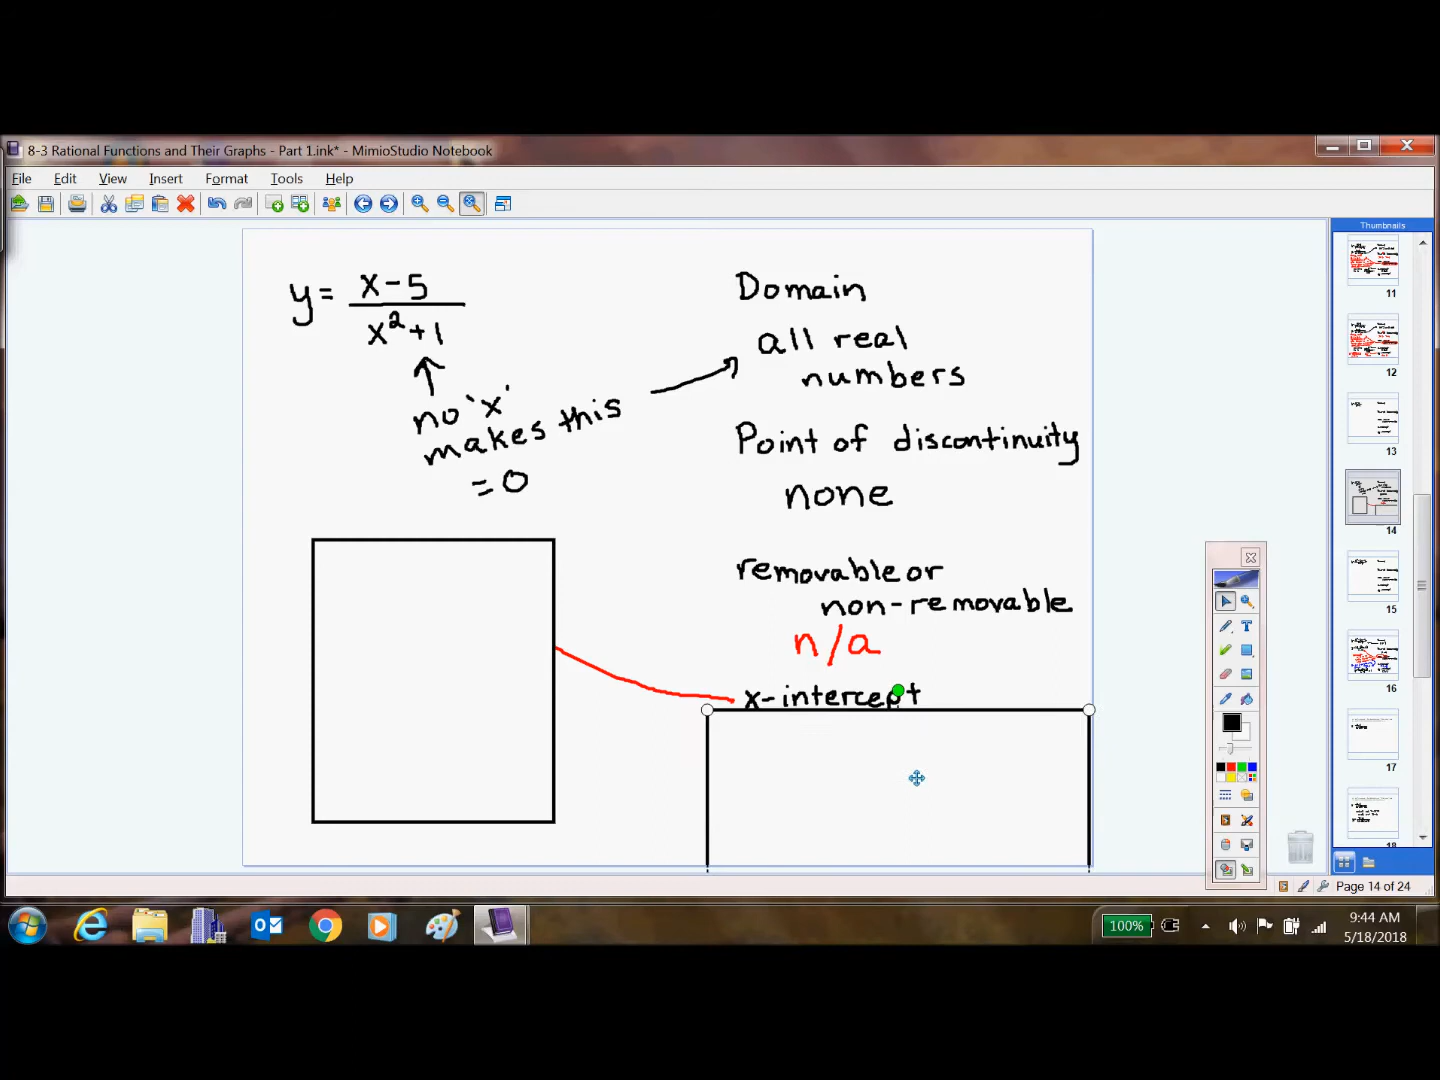 8-3 Rational Functions and Their Graphs - Part 1.ink* - MimioStudio Notebook
File Edit View Insert Format Tools Help
Thumbnails
y = x-5
x²+1
no 'x'
makes this
= 0
Domain
all real
numbers
Point of discontinuity
none
removable or
non-removable
n/a
x-intercept
11
12
13
14
15
16
17
18
Page 14 of 24
100%
9:44 AM
5/18/2018